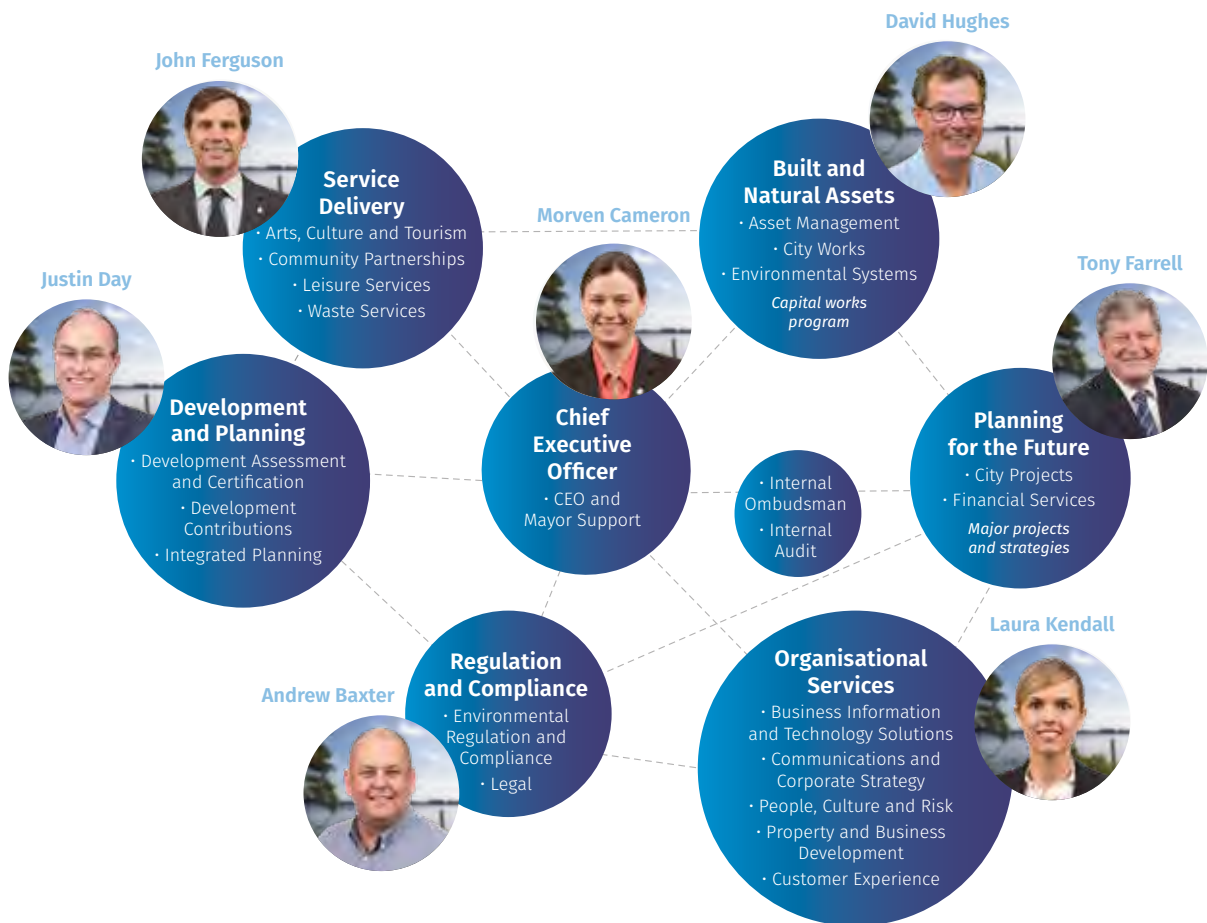 John Ferguson
Service
Delivery
· Arts, Culture and Tourism
· Community Partnerships
· Leisure Services
· Waste Services
David Hughes
Built and
Natural Assets
· Asset Management
· City Works
· Environmental Systems
Capital works
program
Morven Cameron
Chief
Executive
Officer
· CEO and
Mayor Support
Justin Day
Development
and Planning
· Development Assessment
and Certification
· Development
Contributions
· Integrated Planning
Tony Farrell
Planning
for the Future
· City Projects
· Financial Services
Major projects
and strategies
· Internal
Ombudsman
· Internal
Audit
Andrew Baxter
Regulation
and Compliance
· Environmental
Regulation and
Compliance
· Legal
Laura Kendall
Organisational
Services
· Business Information
and Technology Solutions
· Communications and
Corporate Strategy
· People, Culture and Risk
· Property and Business
Development
· Customer Experience